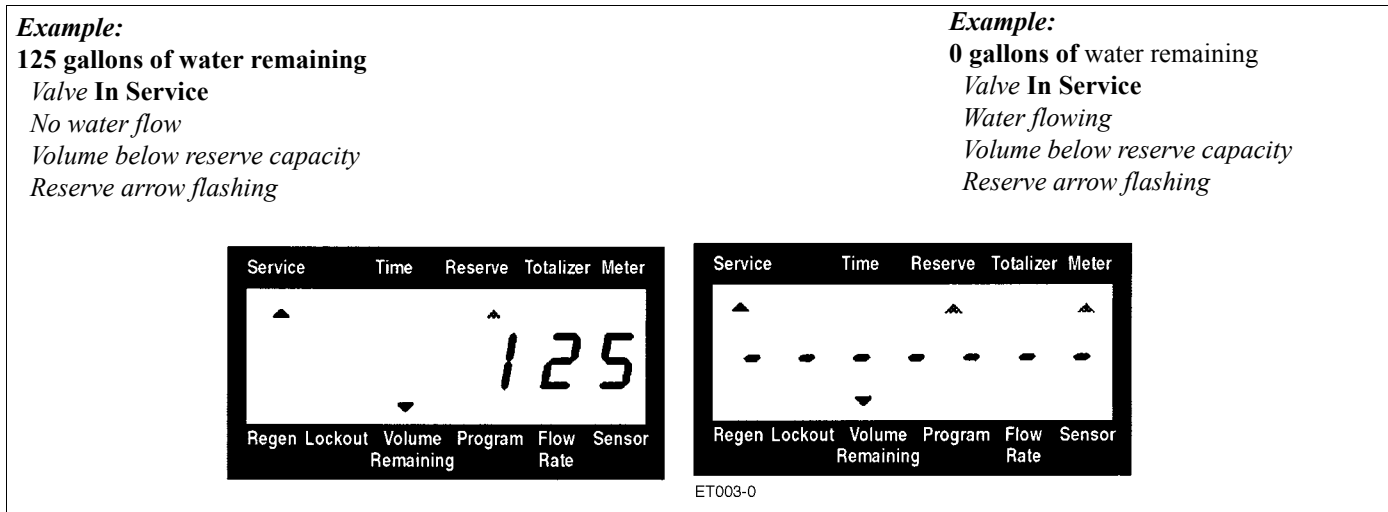 Example:
125 gallons of water remaining
Valve In Service
No water flow
Volume below reserve capacity
Reserve arrow flashing
Example:
0 gallons of water remaining
Valve In Service
Water flowing
Volume below reserve capacity
Reserve arrow flashing
Service Time Reserve Totalizer Meter
125
Regen Lockout Volume Remaining Program Flow Rate Sensor
Service Time Reserve Totalizer Meter
- - - - - - -
Regen Lockout Volume Remaining Program Flow Rate Sensor
ET003-0